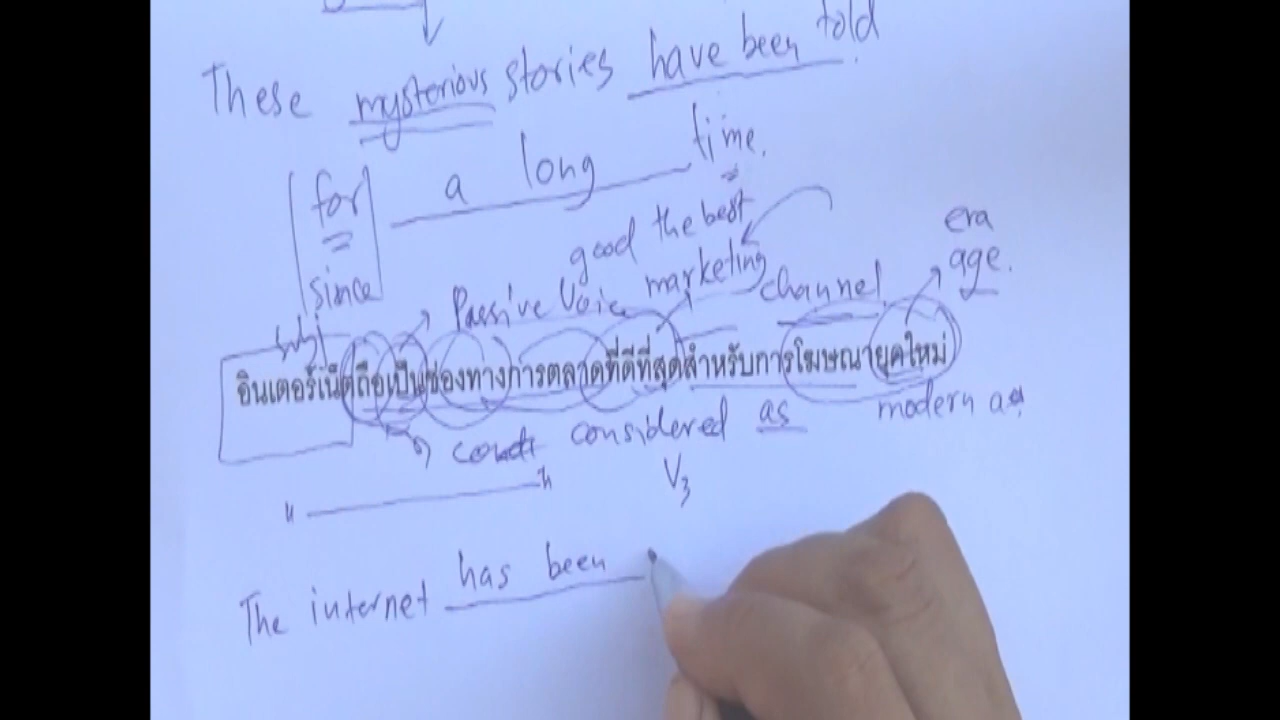 These mysterious stories have been told
for a long time.
since
good the best
era
Passive Voice marketing channel age.
อินเตอร์เน็ตถือเป็นช่องทางการตลาดที่ดีที่สุดสำหรับการโฆษณายุคใหม่
considered as modern age
V3
The internet has been